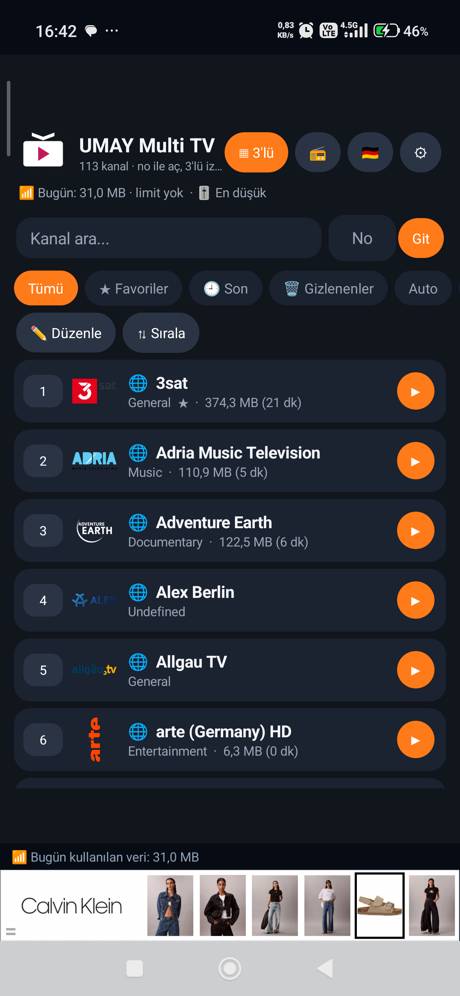 16:42 ··· 0,83 KB/s Vo LTE 4.5G 46%
UMAY Multi TV 3'lü
113 kanal · no ile aç, 3'lü iz...
Bugün: 31,0 MB · limit yok · En düşük
Kanal ara... No Git
Tümü ★ Favoriler Son Gizlenenler Auto
Düzenle ↑↓ Sırala
1 3sat 3sat
General ★ · 374,3 MB (21 dk)
2 ADRIA Adria Music Television
Music · 110,9 MB (5 dk)
3 ADVENTURE EARTH Adventure Earth
Documentary · 122,5 MB (6 dk)
4 ALEX Alex Berlin
Undefined
5 allgäu.tv Allgau TV
General
6 arte arte (Germany) HD
Entertainment · 6,3 MB (0 dk)
Bugün kullanılan veri: 31,0 MB
Calvin Klein